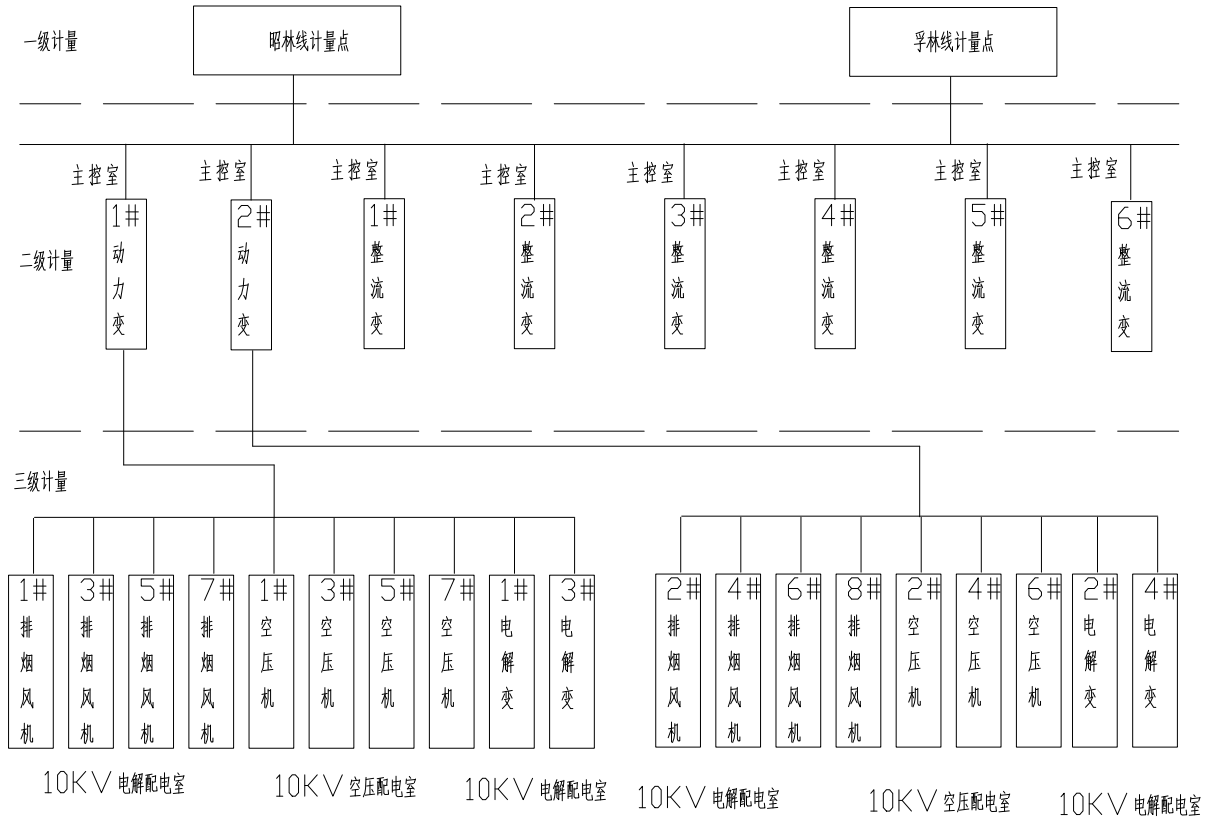 一级计量
昭林线计量点
孚林线计量点
主控室
主控室
主控室
主控室
主控室
主控室
主控室
主控室
二级计量
1#动力变
2#动力变
1#整流变
2#整流变
3#整流变
4#整流变
5#整流变
6#整流变
三级计量
1#排烟风机
3#排烟风机
5#排烟风机
7#排烟风机
1#空压机
3#空压机
5#空压机
7#空压机
1#电解变
3#电解变
2#排烟风机
4#排烟风机
6#排烟风机
8#排烟风机
2#空压机
4#空压机
6#空压机
2#电解变
4#电解变
10KV电解配电室
10KV空压配电室
10KV电解配电室
10KV电解配电室
10KV空压配电室
10KV电解配电室